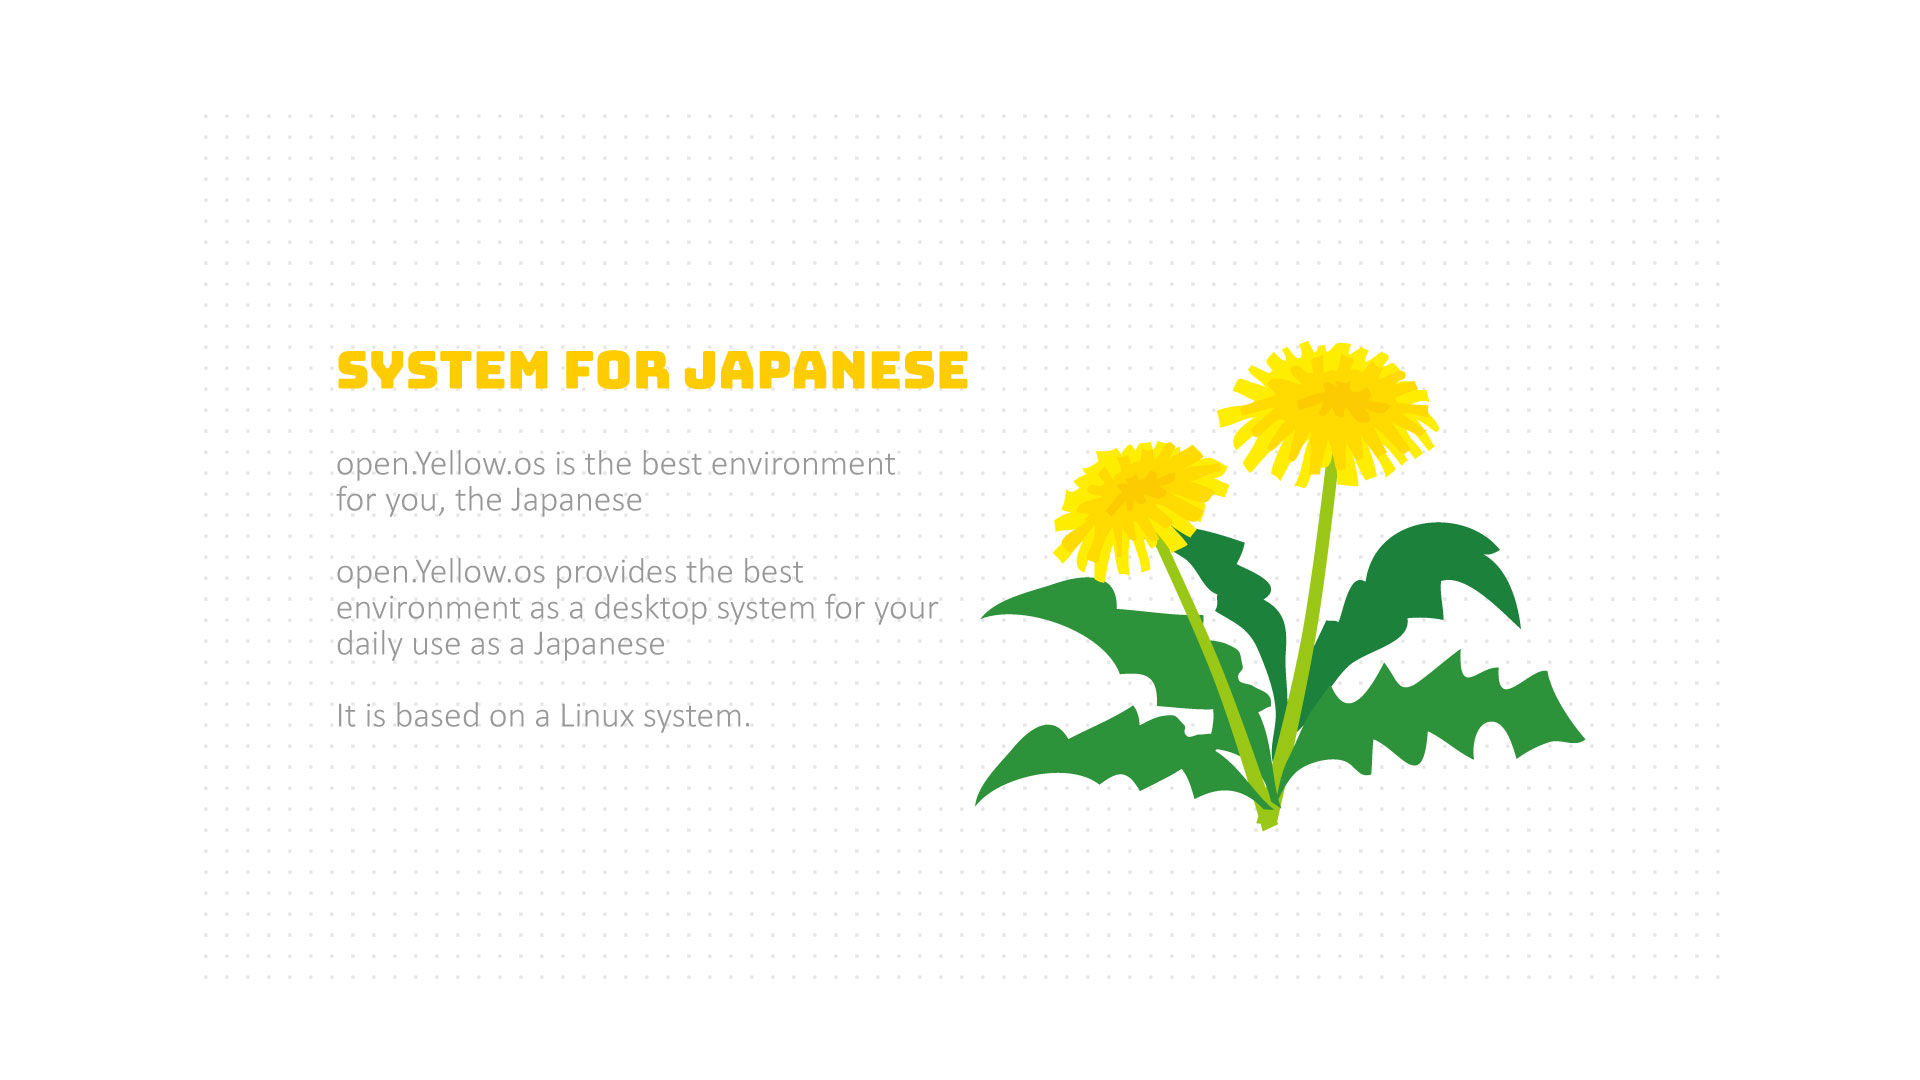 SYSTEM FOR JAPANESE
open.Yellow.os is the best environment
for you, the Japanese
open.Yellow.os provides the best
environment as a desktop system for your
daily use as a Japanese
It is based on a Linux system.